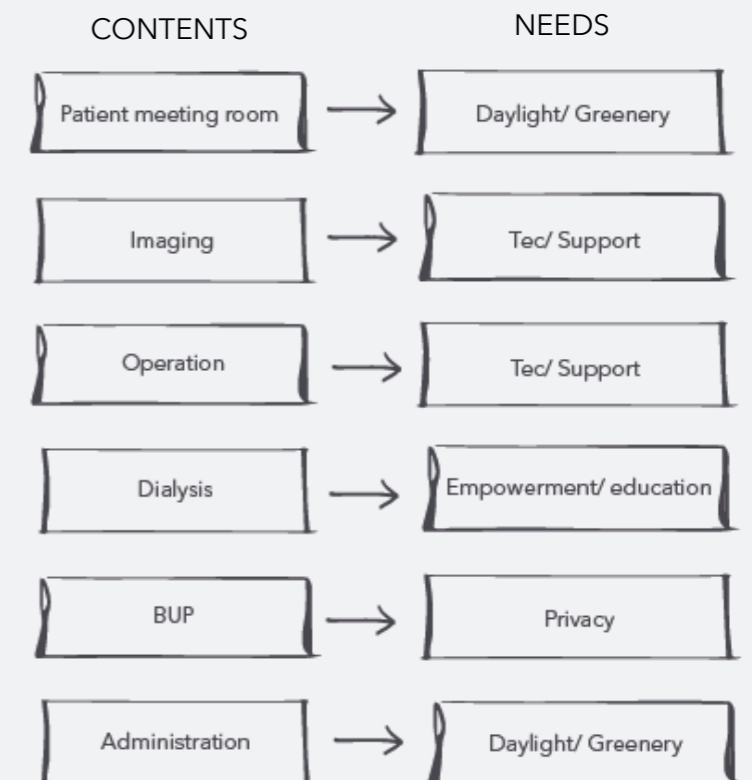 CONTENTS NEEDS
Patient meeting room Daylight/ Greenery
Imaging Tec/ Support
Operation Tec/ Support
Dialysis Empowerment/ education
BUP Privacy
Administration Daylight/ Greenery